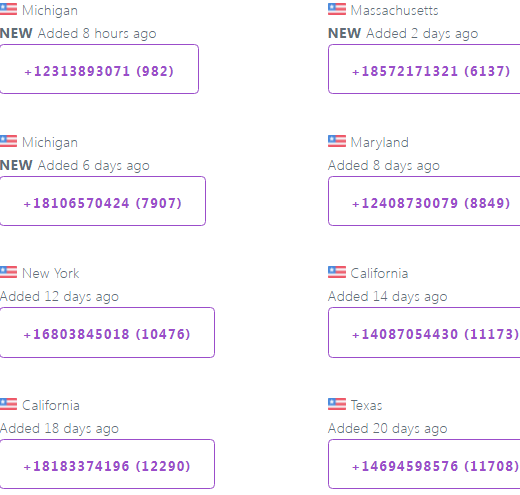 Michigan
NEW Added 8 hours ago
+12313893071 (982)
Massachusetts
NEW Added 2 days ago
+18572171321 (6137)
Michigan
NEW Added 6 days ago
+18106570424 (7907)
Maryland
Added 8 days ago
+12408730079 (8849)
New York
Added 12 days ago
+16803845018 (10476)
California
Added 14 days ago
+14087054430 (11173)
California
Added 18 days ago
+18183374196 (12290)
Texas
Added 20 days ago
+14694598576 (11708)